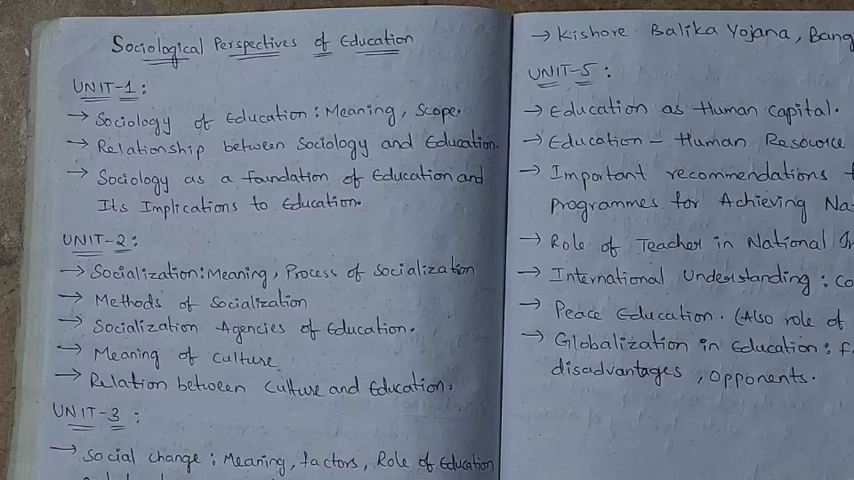 Sociological Perspectives of Education
UNIT-1:
→ Sociology of Education: Meaning, Scope.
→ Relationship between Sociology and Education.
→ Sociology as a foundation of Education and
Its Implications to Education.
UNIT-2:
→ Socialization: Meaning, Process of Socialization
→ Methods of Socialization
→ Socialization Agencies of Education.
→ Meaning of Culture
→ Relation between Culture and Education.
UNIT-3:
→ Social change: Meaning, factors, Role of Education
→ Kishore Balika Yojana, Bang
UNIT-5:
→ Education as Human Capital.
→ Education - Human Resource
→ Important recommendations
Programmes for Achieving Na
→ Role of Teacher in National In
→ International Understanding: Co
→ Peace Education. (Also role of
→ Globalization in Education: f
disadvantages, Opponents.